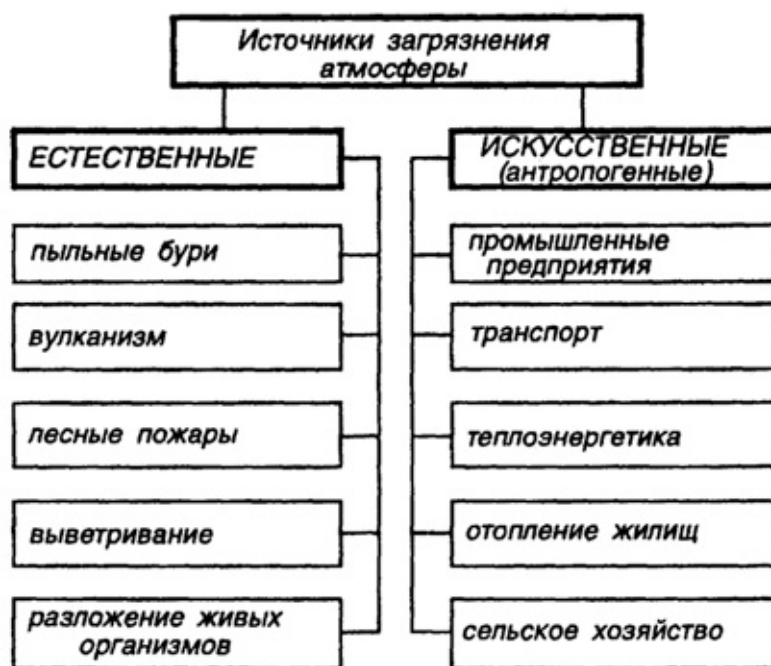 Источники загрязнения
атмосферы
ЕСТЕСТВЕННЫЕ
пыльные бури
вулканизм
лесные пожары
выветривание
разложение живых
организмов
ИСКУССТВЕННЫЕ
(антропогенные)
промышленные
предприятия
транспорт
теплоэнергетика
отопление жилищ
сельское хозяйство